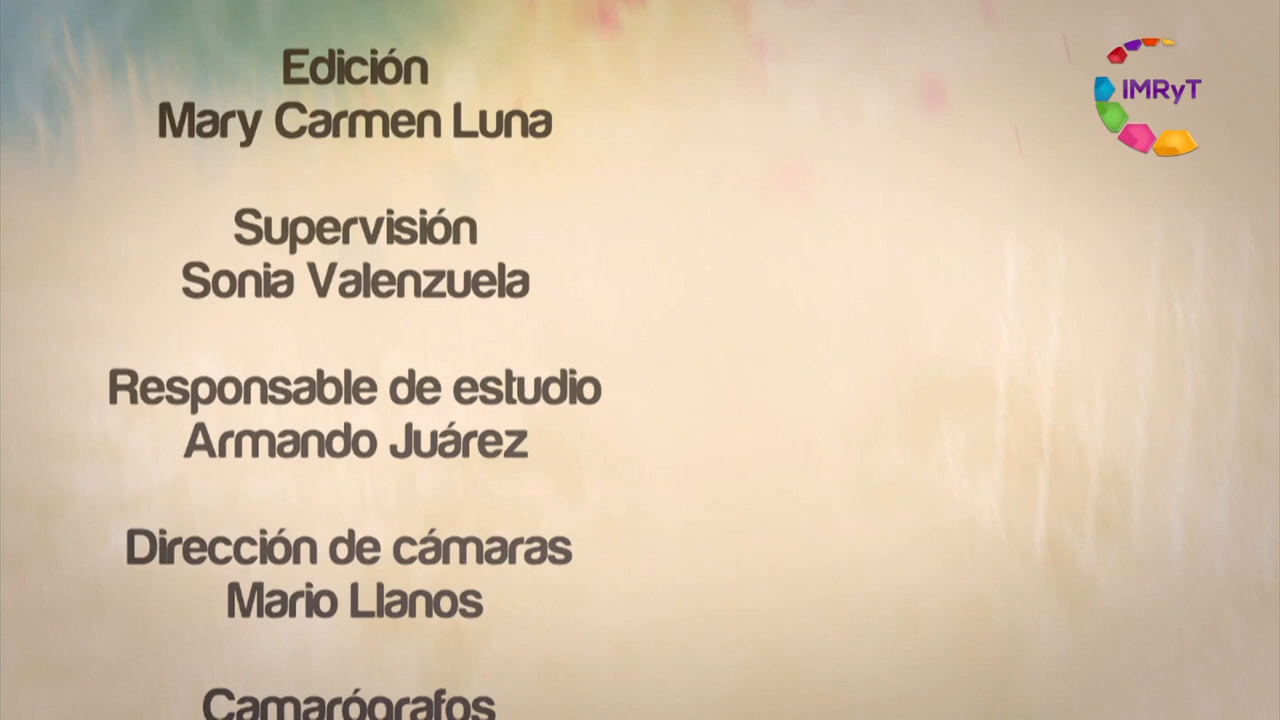 Edición
Mary Carmen Luna
IMRyT
Supervisión
Sonia Valenzuela
Responsable de estudio
Armando Juárez
Dirección de cámaras
Mario Llanos
Camarógrafos